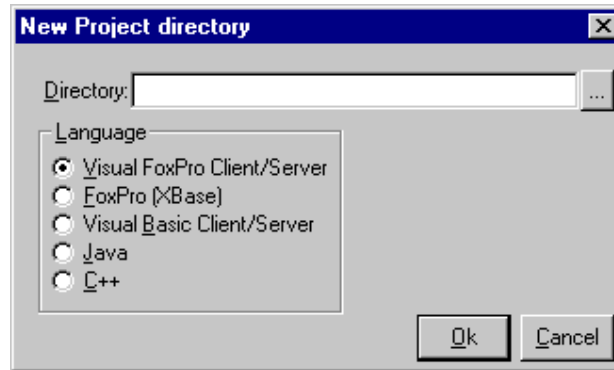 New Project directory
Directory:
...
Language
Visual FoxPro Client/Server
FoxPro (XBase)
Visual Basic Client/Server
Java
C++
Ok
Cancel